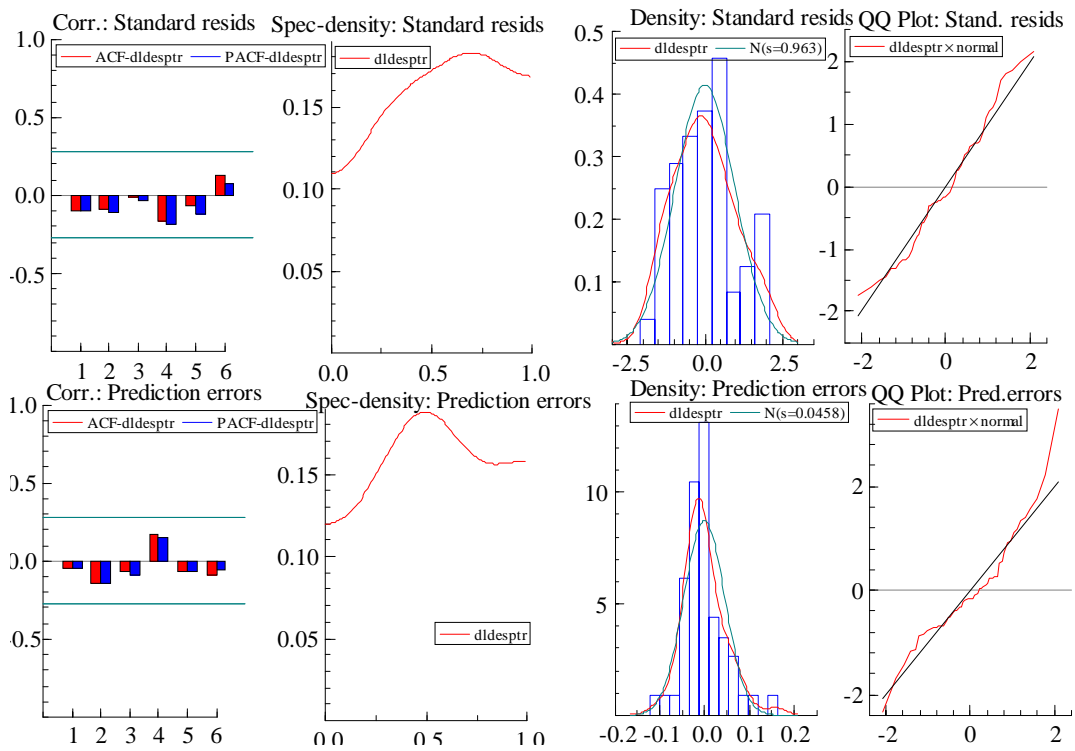 Corr.: Standard resids
1.0
ACF-dldesptr PACF-dldesptr
0.5
0.0
-0.5
1 2 3 4 5 6
Spec-density: Standard resids
dldesptr
0.15
0.10
0.05
0.0 0.5 1.0
Density: Standard resids
0.5
dldesptr N(s=0.963)
0.4
0.3
0.2
0.1
-2.5 0.0 2.5
QQ Plot: Stand. resids
2
dldesptr×normal
1
0
-1
-2
-2 0 2
Corr.: Prediction errors
1.0
ACF-dldesptr PACF-dldesptr
0.5
0.0
-0.5
1 2 3 4 5 6
Spec-density: Prediction errors
0.15
0.10
0.05
dldesptr
0.0 0.5 1.0
Density: Prediction errors
dldesptr N(s=0.0458)
10
5
-0.2 -0.1 0.0 0.1 0.2
QQ Plot: Pred.errors
dldesptr×normal
2
0
-2
-2 0 2